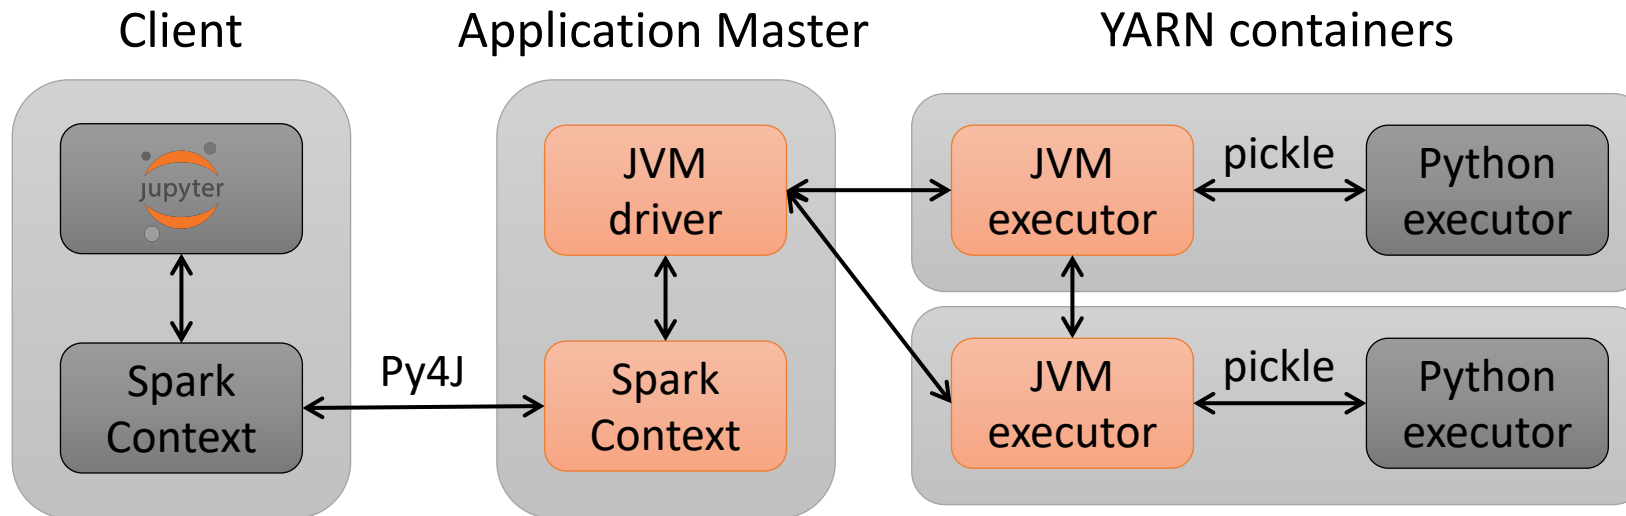 Client
Application Master
YARN containers
jupyter
Spark
Context
Py4J
JVM
driver
Spark
Context
JVM
executor
pickle
Python
executor
JVM
executor
pickle
Python
executor